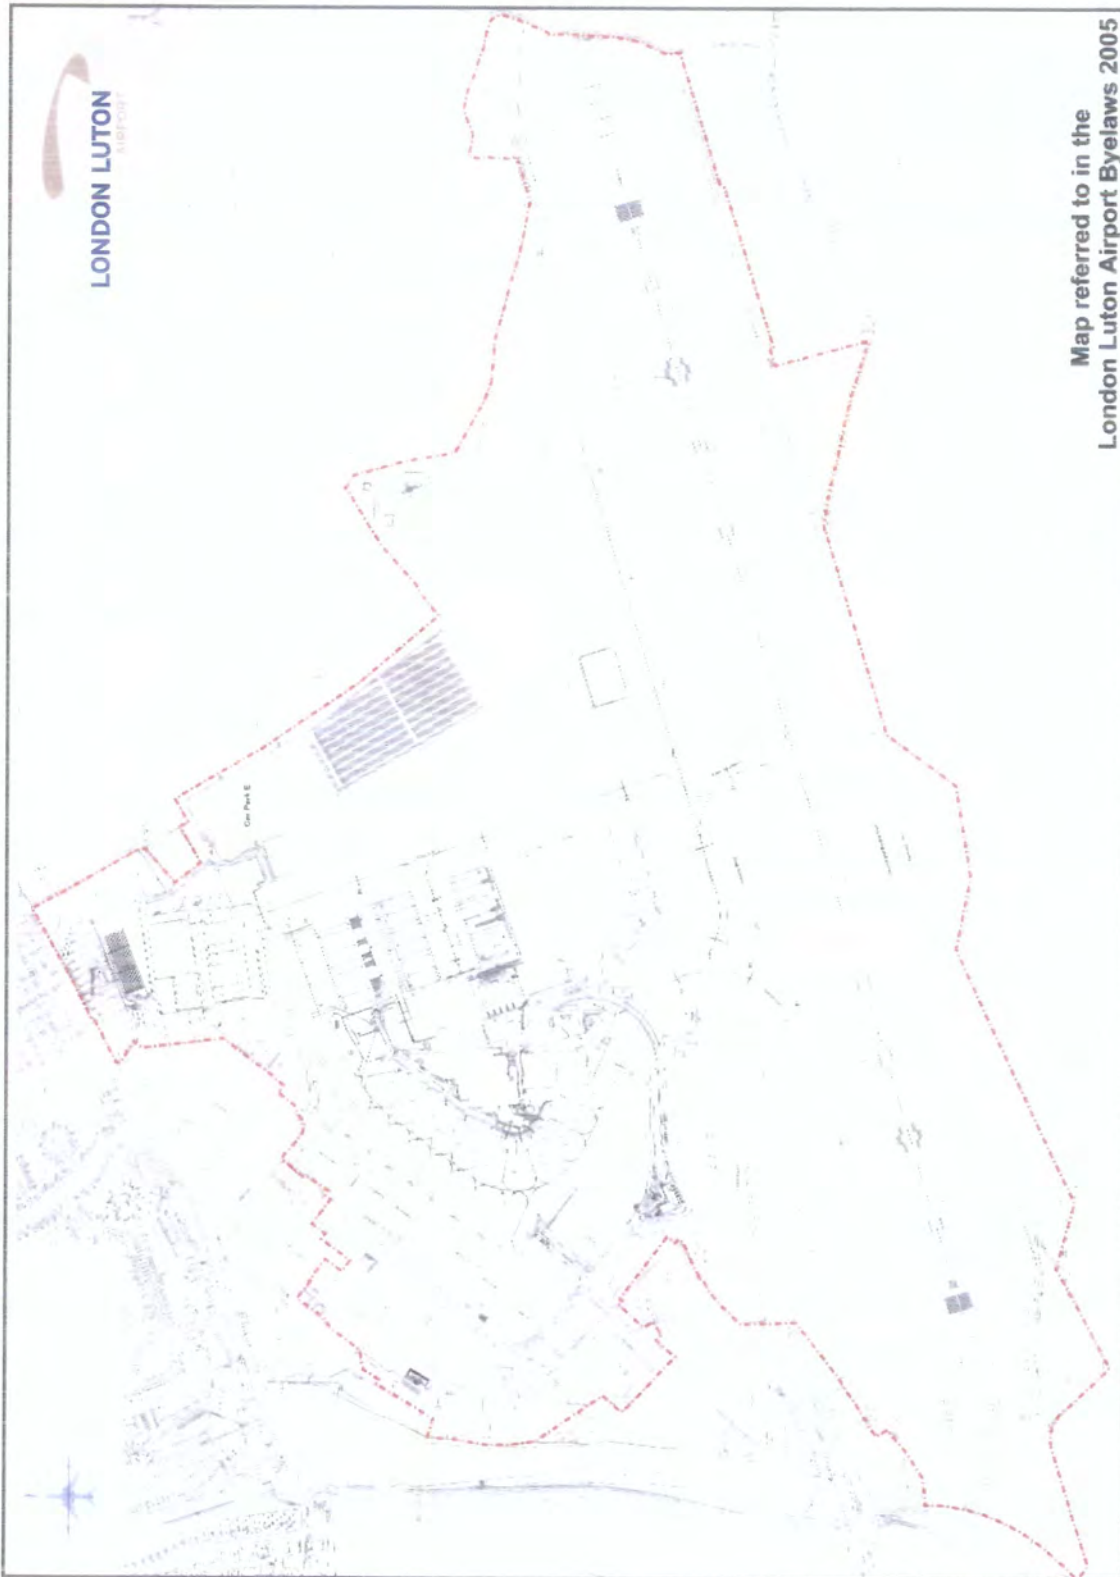 LONDON LUTON
AIRPORT
Car Park E
Map referred to in the
London Luton Airport Byelaws 2005